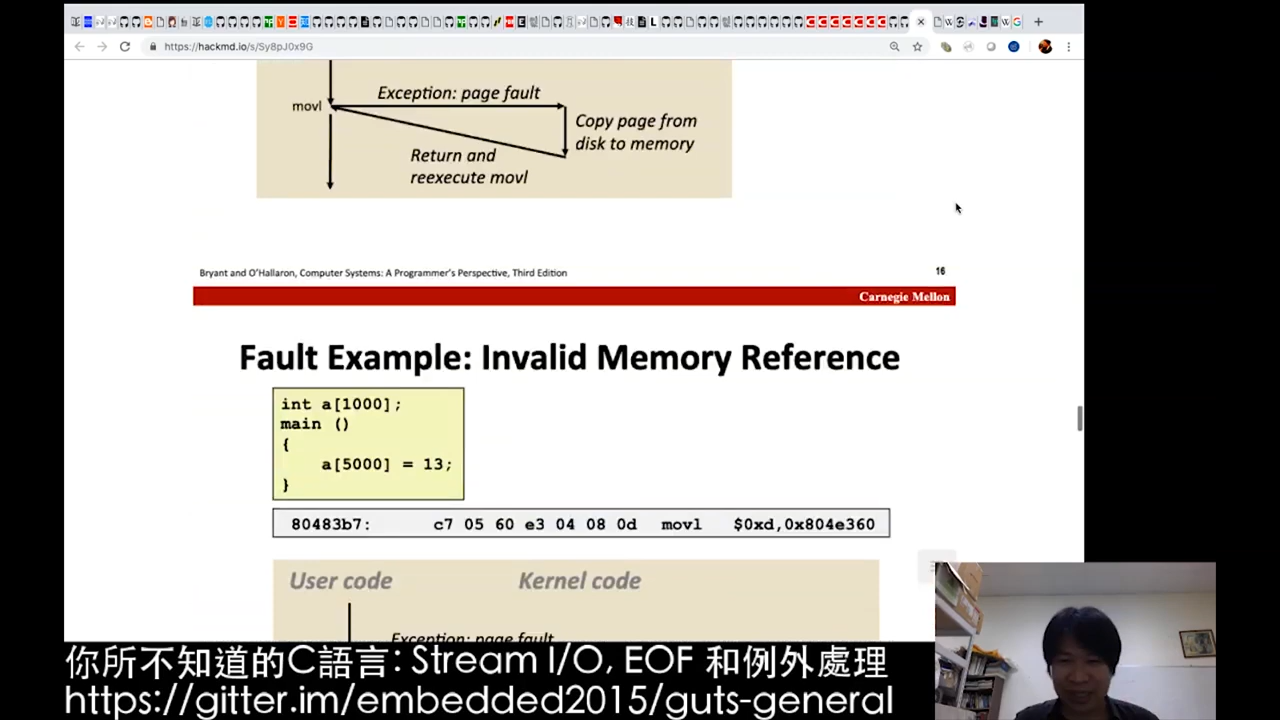 https://hackmd.io/s/Sy8pJ0x9G
Exception: page fault
movl
Copy page from
disk to memory
Return and
reexecute movl
Bryant and O'Hallaron, Computer Systems: A Programmer's Perspective, Third Edition
16
Carnegie Mellon
Fault Example: Invalid Memory Reference
int a[1000];
main ()
{
a[5000] = 13;
}
80483b7: c7 05 60 e3 04 08 0d movl $0xd,0x804e360
User code Kernel code
Exception: page fault
你所不知道的C語言: Stream I/O, EOF 和例外處理
https://gitter.im/embedded2015/guts-general